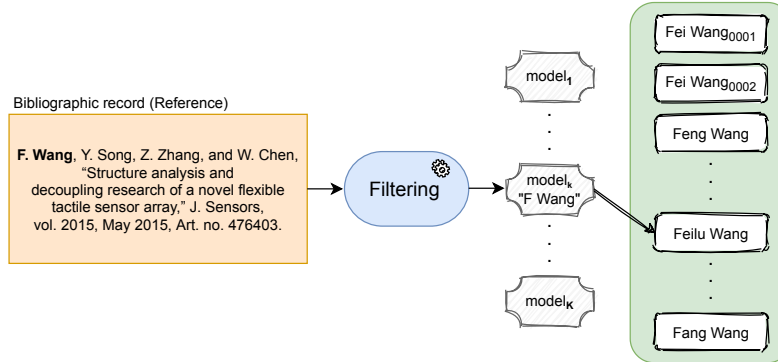 Bibliographic record (Reference)
F. Wang, Y. Song, Z. Zhang, and W. Chen,
"Structure analysis and
decoupling research of a novel flexible
tactile sensor array," J. Sensors,
vol. 2015, May 2015, Art. no. 476403.
Filtering
model1
modelk
"F Wang"
modelK
Fei Wang0001
Fei Wang0002
Feng Wang
Feilu Wang
Fang Wang